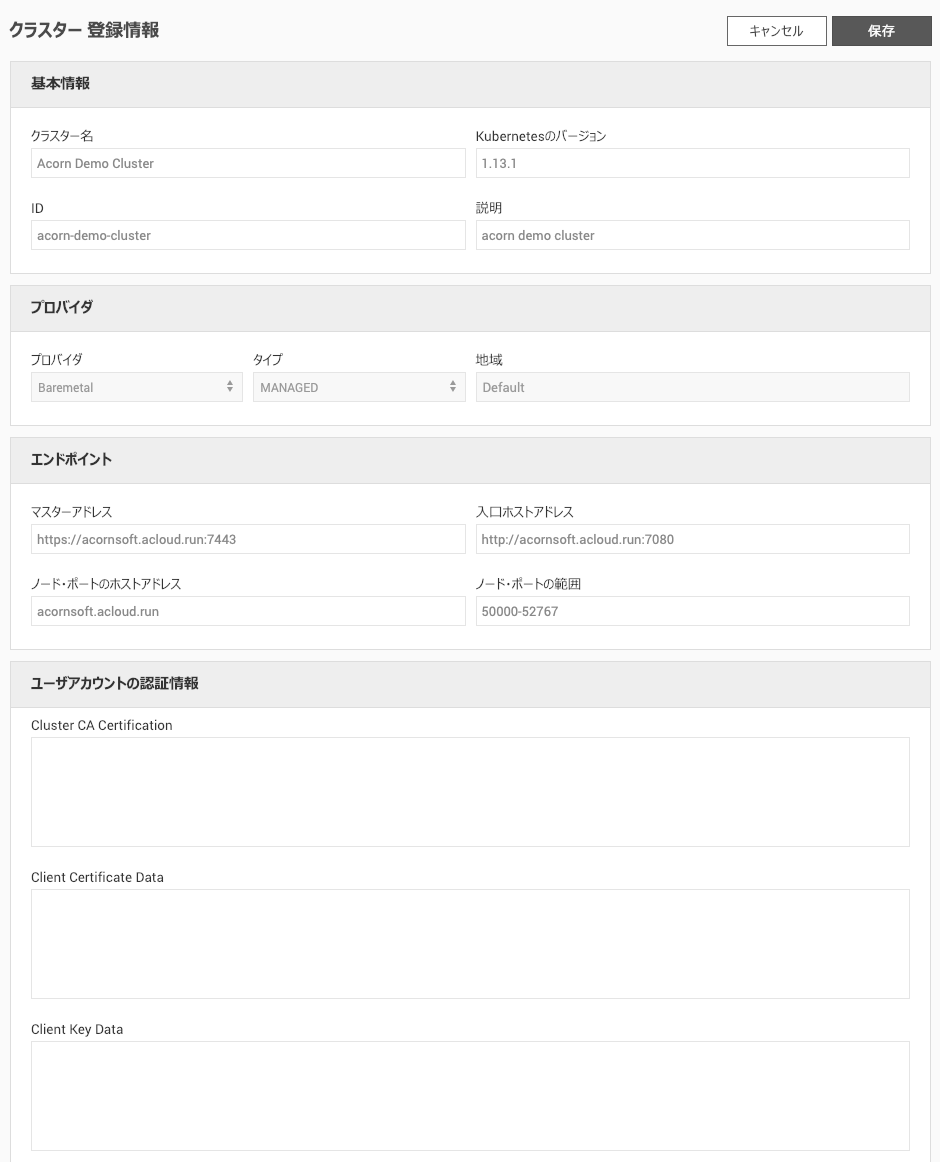 クラスター 登録情報
キャンセル
保存
基本情報
クラスター名
Kubernetesのバージョン
Acorn Demo Cluster
1.13.1
ID
説明
acorn-demo-cluster
acorn demo cluster
プロバイダ
プロバイダ
タイプ
地域
Baremetal
MANAGED
Default
エンドポイント
マスターアドレス
入口ホストアドレス
https://acornsoft.acloud.run:7443
http://acornsoft.acloud.run:7080
ノード・ポートのホストアドレス
ノード・ポートの範囲
acornsoft.acloud.run
50000-52767
ユーザアカウントの認証情報
Cluster CA Certification
Client Certificate Data
Client Key Data